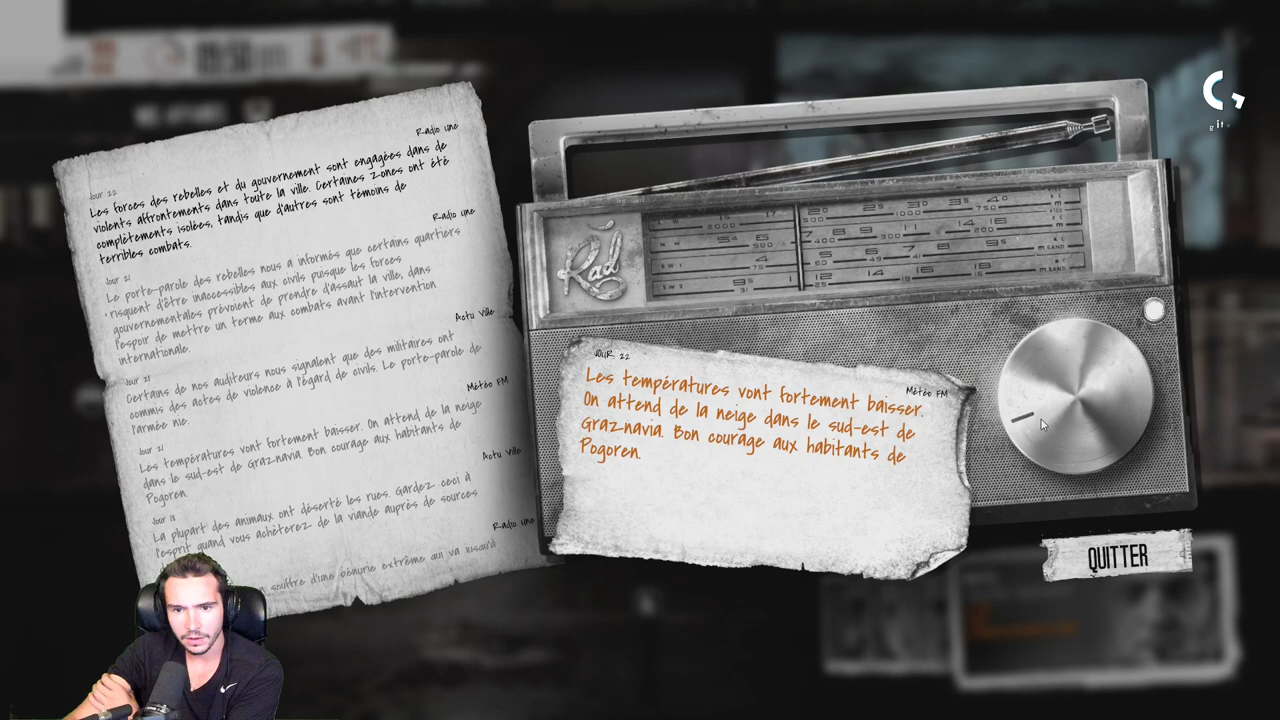 Radio une
Jour 22
Les forces des rebelles et du gouvernement sont engagées dans de
violents affrontements dans toute la ville. Certaines zones ont été
complètements isolées, tandis que d'autres sont témoins de
terribles combats.
Radio une
Jour 21
Le porte-parole des rebelles nous a informés que certains quartiers
risquent d'être inaccessibles aux civils puisque les forces
gouvernementales prévoient de prendre d'assaut la ville, dans
l'espoir de mettre un terme aux combats avant l'intervention
internationale.
Actu ville
Jour 21
Certains de nos auditeurs nous signalent que des militaires ont
commis des actes de violence à l'égard de civils. Le porte-parole de
l'armée nie.
Météo FM
Jour 21
Les températures vont fortement baisser. On attend de la neige
dans le sud-est de Graznavia. Bon courage aux habitants de
Pogoren.
Actu ville
Jour 18
La plupart des animaux ont déserté les rues. Gardez ceci à
l'esprit quand vous achèterez de la viande auprès de sources
Radio une
souffre d'une pénurie extrême qui va jusqu'à
Rad
JOUR 22
Météo FM
Les températures vont fortement baisser.
On attend de la neige dans le sud-est de
Graznavia. Bon courage aux habitants de
Pogoren.
QUITTER